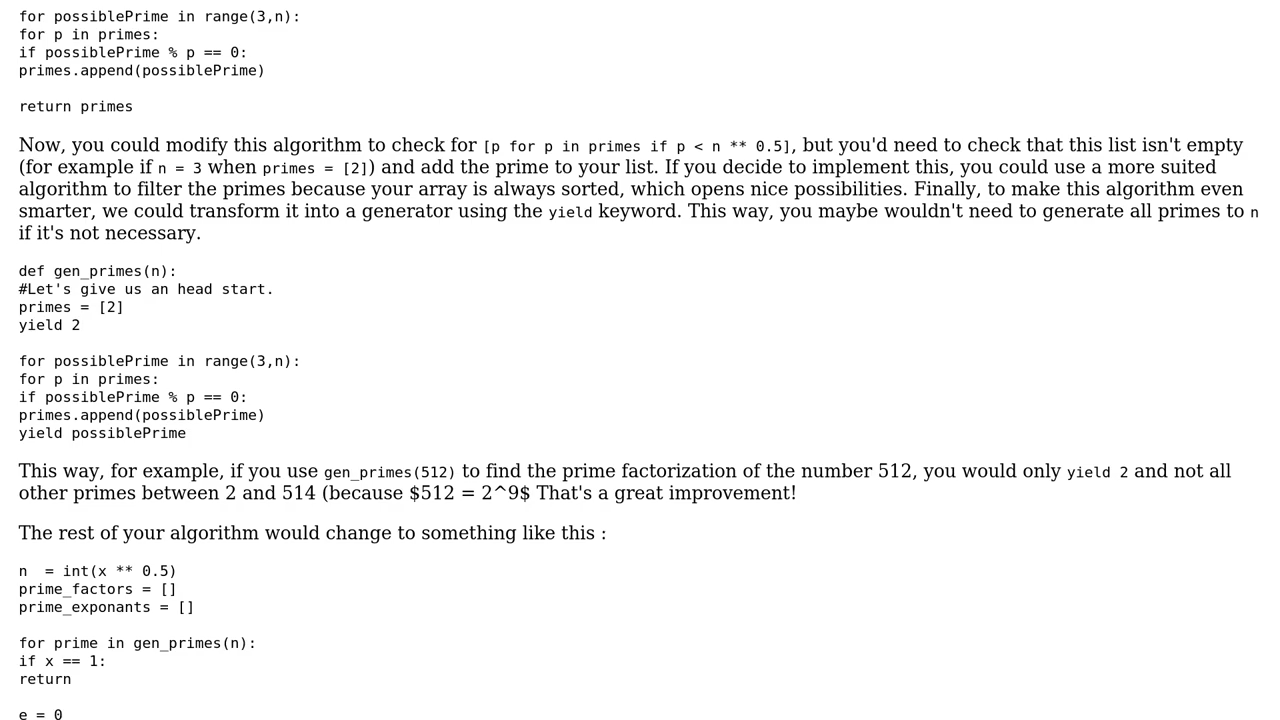 for possiblePrime in range(3,n):
for p in primes:
if possiblePrime % p == 0:
primes.append(possiblePrime)
return primes
Now, you could modify this algorithm to check for [p for p in primes if p < n ** 0.5], but you'd need to check that this list isn't empty
(for example if n = 3 when primes = [2]) and add the prime to your list. If you decide to implement this, you could use a more suited
algorithm to filter the primes because your array is always sorted, which opens nice possibilities. Finally, to make this algorithm even
smarter, we could transform it into a generator using the yield keyword. This way, you maybe wouldn't need to generate all primes to n
if it's not necessary.
def gen_primes(n):
#Let's give us an head start.
primes = [2]
yield 2
for possiblePrime in range(3,n):
for p in primes:
if possiblePrime % p == 0:
primes.append(possiblePrime)
yield possiblePrime
This way, for example, if you use gen_primes(512) to find the prime factorization of the number 512, you would only yield 2 and not all
other primes between 2 and 514 (because $512 = 2^9$ That's a great improvement!
The rest of your algorithm would change to something like this :
n  = int(x ** 0.5)
prime_factors = []
prime_exponants = []
for prime in gen_primes(n):
if x == 1:
return
e = 0